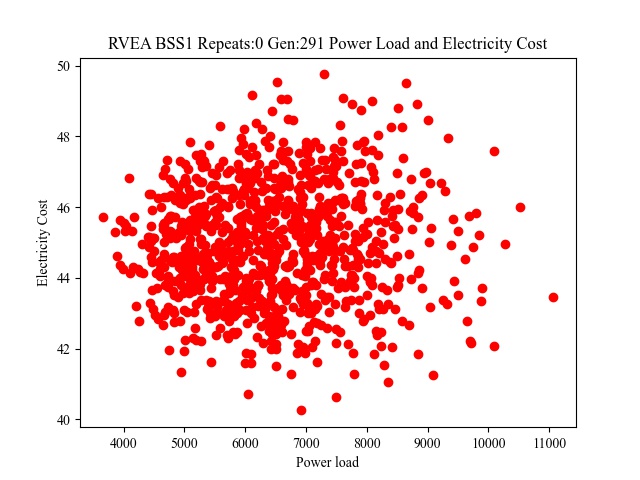 RVEA BSS1 Repeats:0 Gen:291 Power Load and Electricity Cost
50
48
46
44
42
40
Electricity Cost
4000 5000 6000 7000 8000 9000 10000 11000
Power load